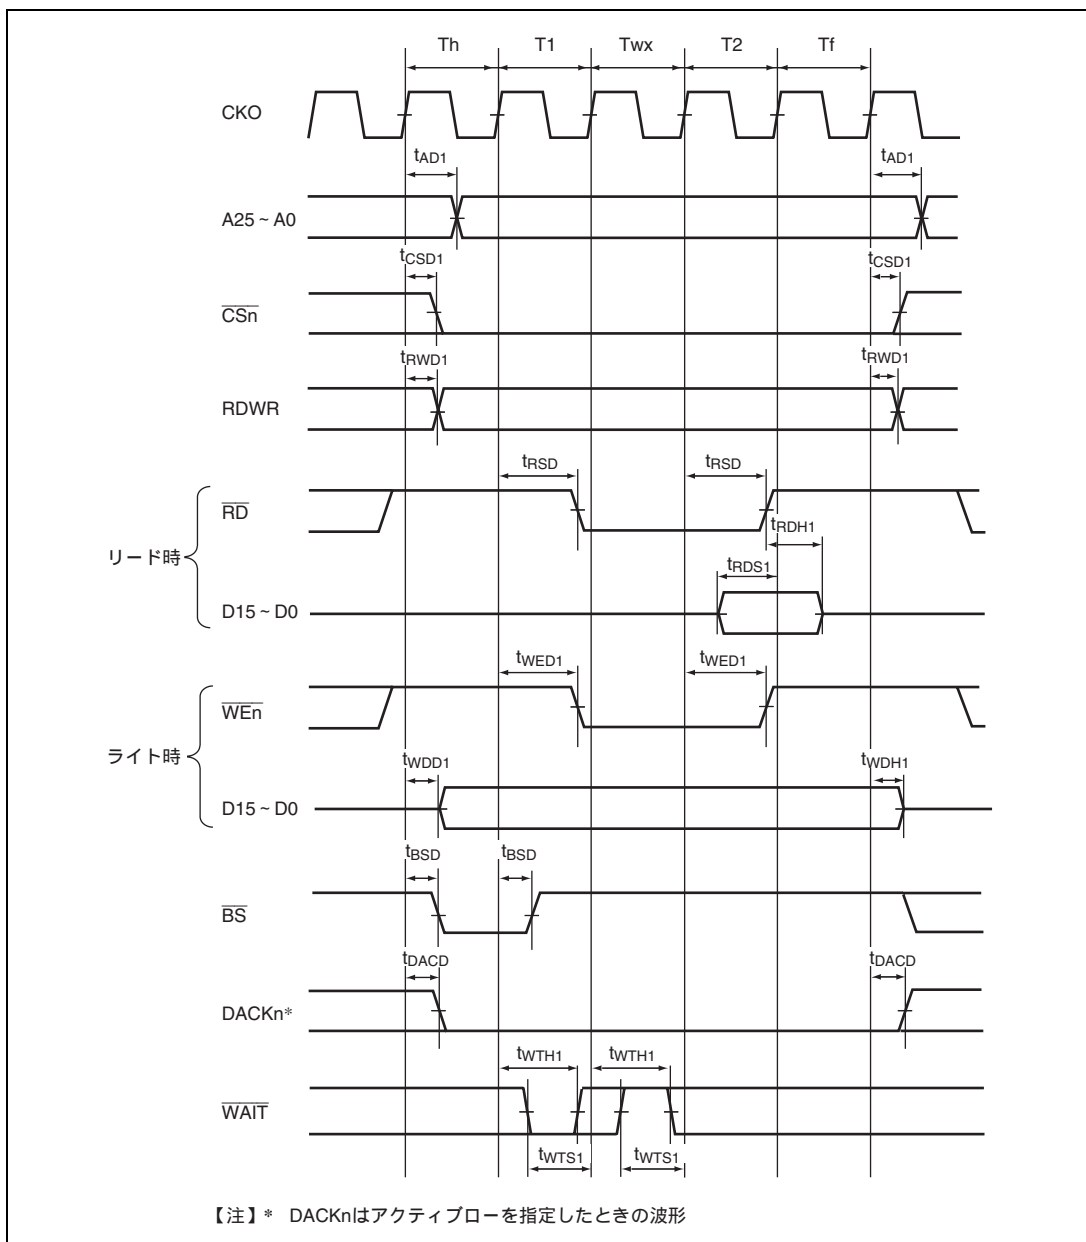 Th T1 Twx T2 Tf
CKO
tAD1 tAD1
A25 ~ A0
tCSD1 tCSD1
CSn
tRWD1 tRWD1
RDWR
tRSD tRSD
RD
tRDH1
リード時
tRDS1
D15 ~ D0
tWED1 tWED1
WEn
ライト時
tWDD1 tWDH1
D15 ~ D0
tBSD tBSD
BS
tDACD tDACD
DACKn*
tWTH1 tWTH1
WAIT
tWTS1 tWTS1
【注】* DACKnはアクティブローを指定したときの波形